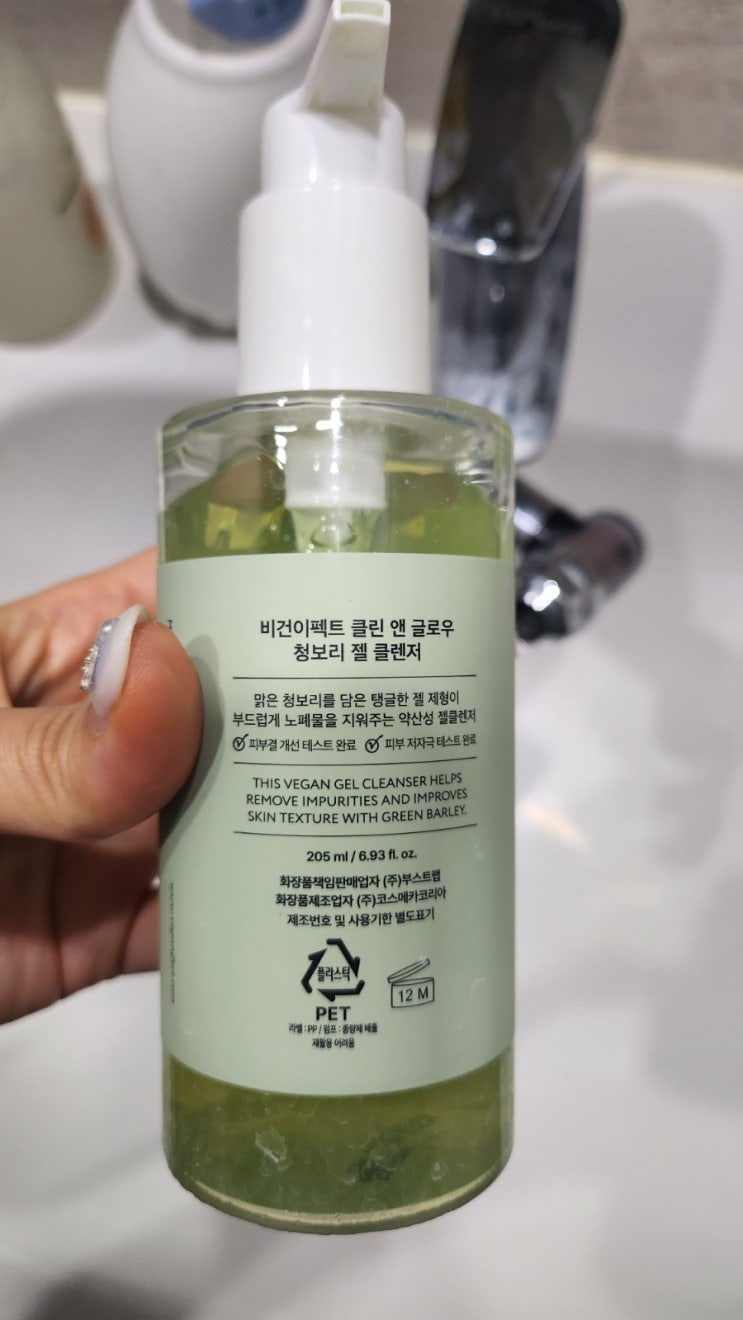 비건이펙트 클린 앤 글로우
청보리 젤 클렌저
맑은 청보리를 담은 탱글한 젤 제형이
부드럽게 노폐물을 지워주는 약산성 젤클렌저
피부결 개선 테스트 완료 피부 저자극 테스트 완료
THIS VEGAN GEL CLEANSER HELPS
REMOVE IMPURITIES AND IMPROVES
SKIN TEXTURE WITH GREEN BARLEY.
205 ml / 6.93 fl. oz.
화장품책임판매업자 (주)부스트랩
화장품제조업자 (주)코스메카코리아
제조번호 및 사용기한 별도표기
플라스틱
PET
12 M
라벨 : PP / 펌프 : 종량제 배출
재활용 어려움